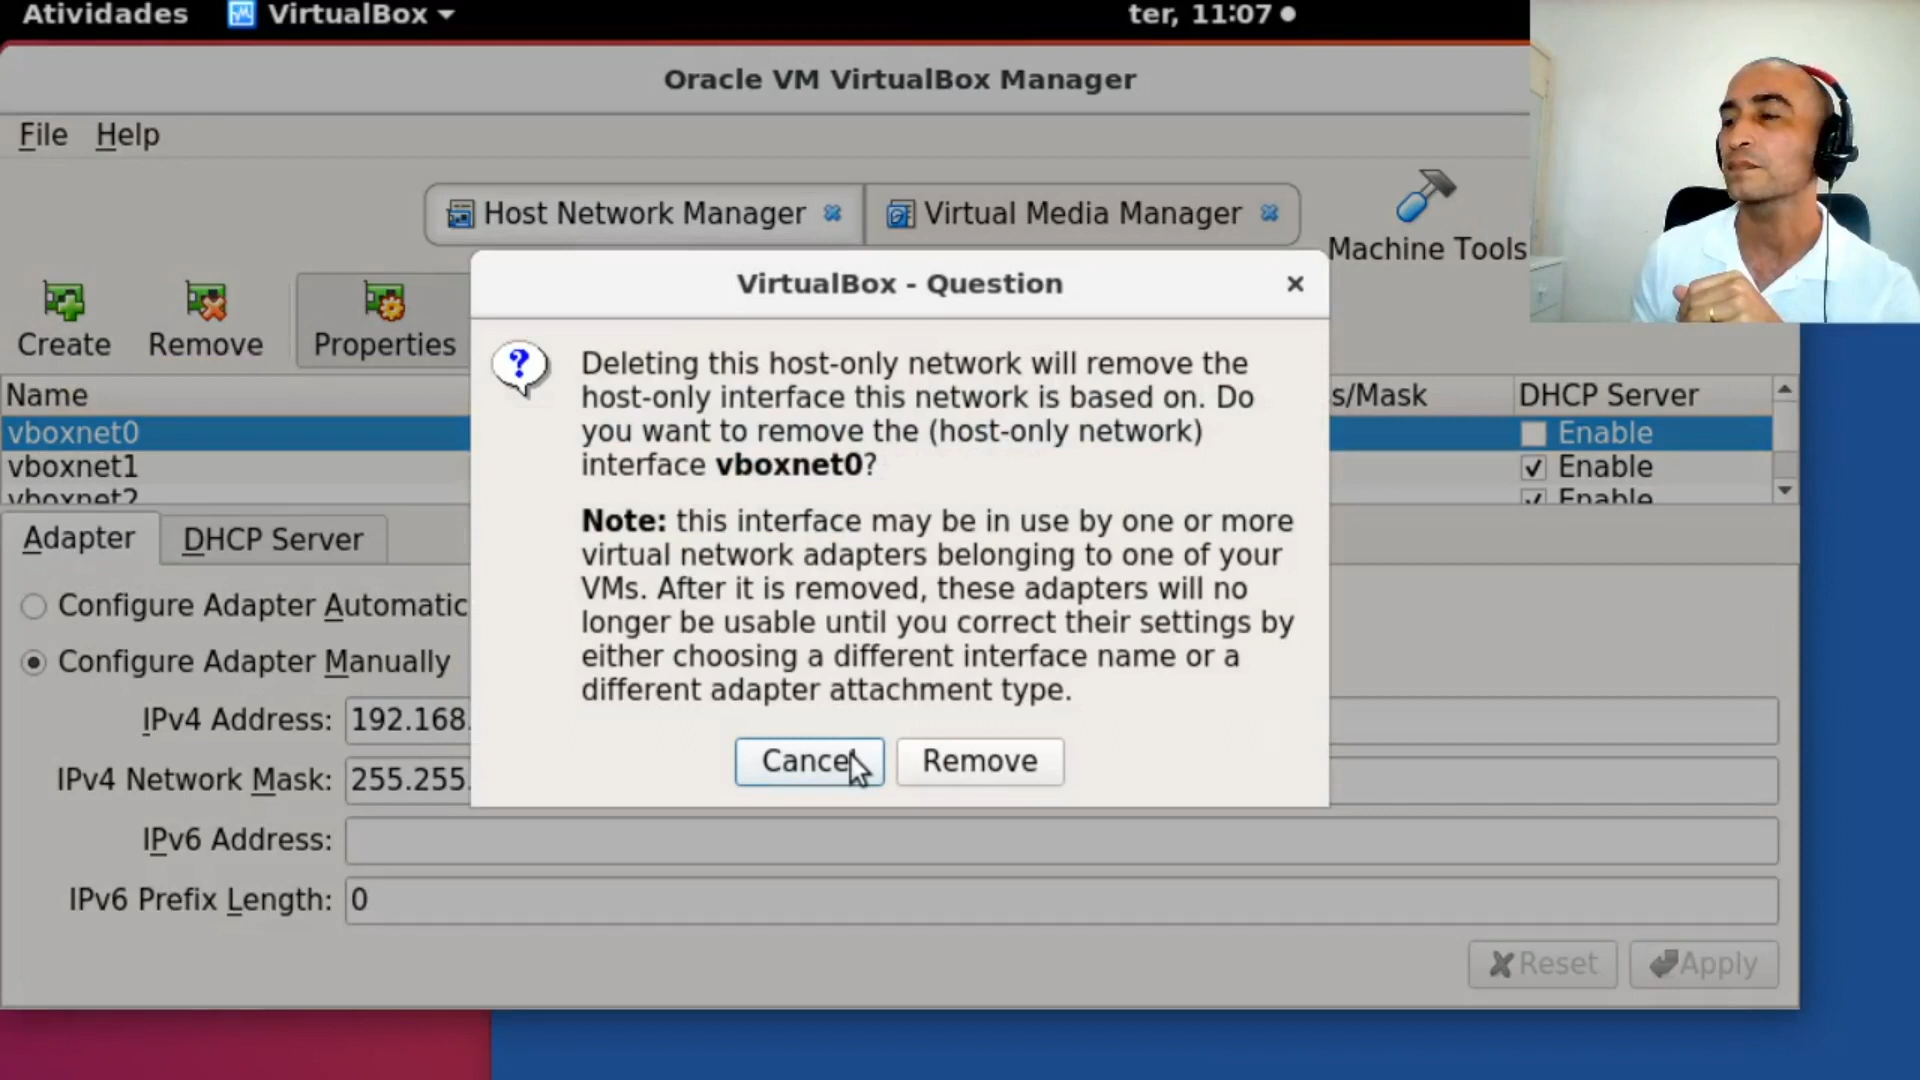 Atividades VirtualBox ter, 11:07
Oracle VM VirtualBox Manager
File Help
Host Network Manager Virtual Media Manager
Machine Tools
Create Remove Properties
VirtualBox - Question
Deleting this host-only network will remove the
host-only interface this network is based on. Do
you want to remove the (host-only network)
interface vboxnet0?
Note: this interface may be in use by one or more
virtual network adapters belonging to one of your
VMs. After it is removed, these adapters will no
longer be usable until you correct their settings by
either choosing a different interface name or a
different adapter attachment type.
Cancel Remove
Name s/Mask DHCP Server
vboxnet0 Enable
vboxnet1 Enable
vboxnet2 Enable
Adapter DHCP Server
Configure Adapter Automatic
Configure Adapter Manually
IPv4 Address: 192.168.
IPv4 Network Mask: 255.255.
IPv6 Address:
IPv6 Prefix Length: 0
Reset Apply